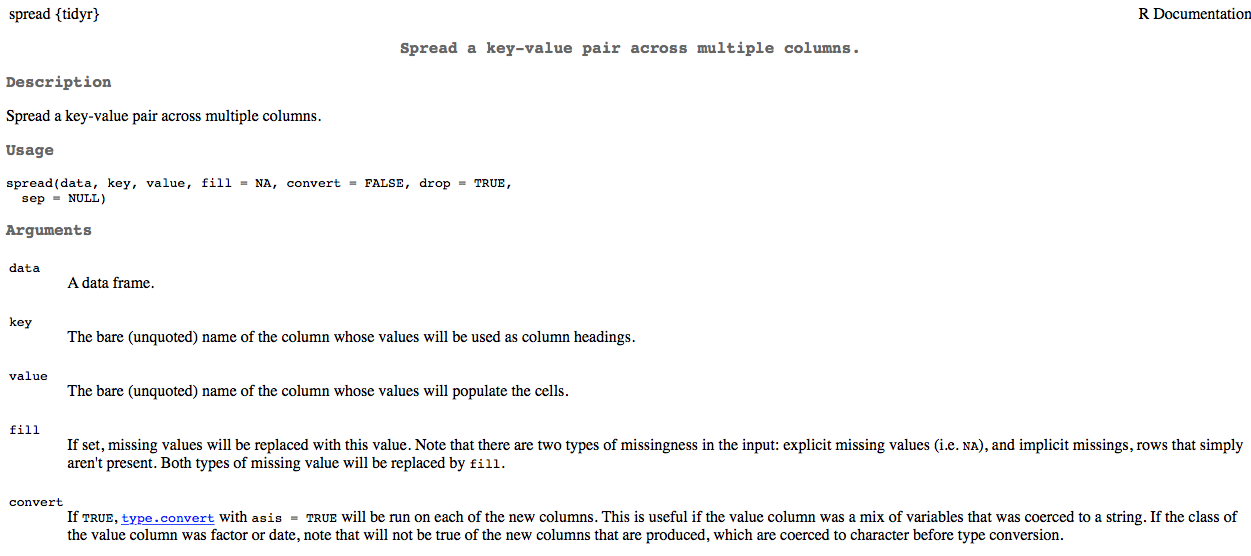 spread {tidyr}
R Documentation
Spread a key-value pair across multiple columns.
Description
Spread a key-value pair across multiple columns.
Usage
spread(data, key, value, fill = NA, convert = FALSE, drop = TRUE,
  sep = NULL)
Arguments
data
A data frame.
key
The bare (unquoted) name of the column whose values will be used as column headings.
value
The bare (unquoted) name of the column whose values will populate the cells.
fill
If set, missing values will be replaced with this value. Note that there are two types of missingness in the input: explicit missing values (i.e. NA), and implicit missings, rows that simply
aren't present. Both types of missing value will be replaced by fill.
convert
If TRUE, type.convert with asis = TRUE will be run on each of the new columns. This is useful if the value column was a mix of variables that was coerced to a string. If the class of
the value column was factor or date, note that will not be true of the new columns that are produced, which are coerced to character before type conversion.